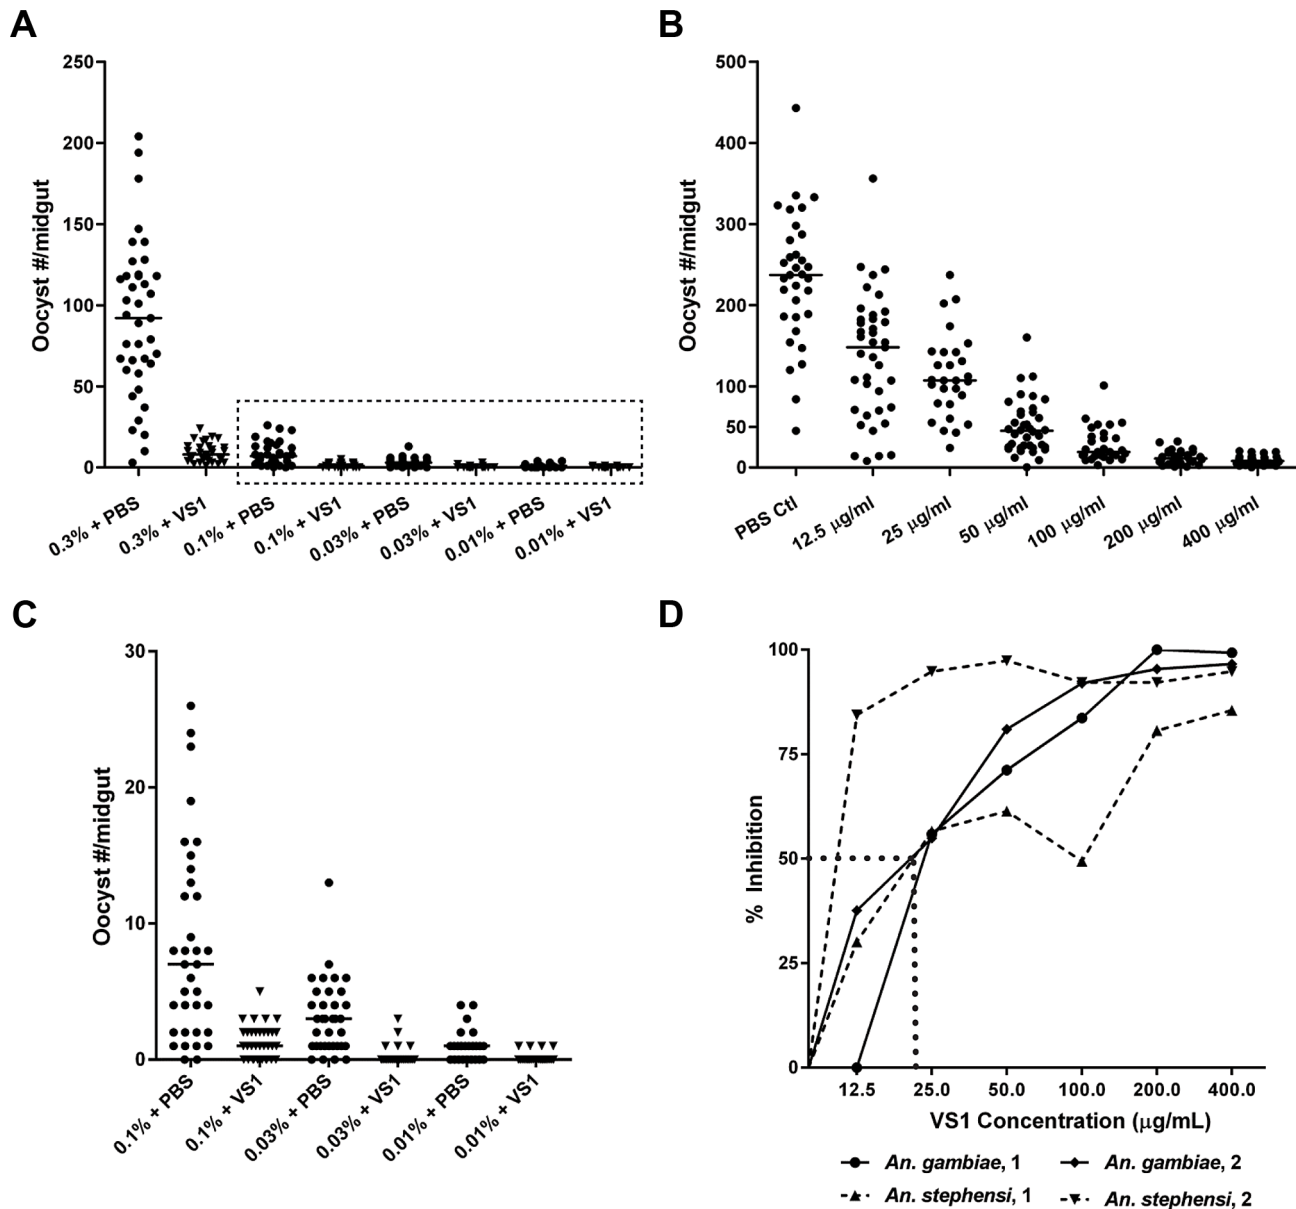 A
250
200
150
100
50
0
Oocyst #/midgut
0.3% + PBS
0.3% + VS1
0.1% + PBS
0.1% + VS1
0.03% + PBS
0.03% + VS1
0.01% + PBS
0.01% + VS1
B
500
400
300
200
100
50
0
Oocyst #/midgut
PBS Ctl
12.5 μg/ml
25 μg/ml
50 μg/ml
100 μg/ml
200 μg/ml
400 μg/ml
C
30
20
10
0
Oocyst #/midgut
0.1% + PBS
0.1% + VS1
0.03% + PBS
0.03% + VS1
0.01% + PBS
0.01% + VS1
D
100
75
50
25
0
% Inhibition
12.5 25.0 50.0 100.0 200.0 400.0
VS1 Concentration (μg/mL)
An. gambiae, 1 An. gambiae, 2
An. stephensi, 1 An. stephensi, 2